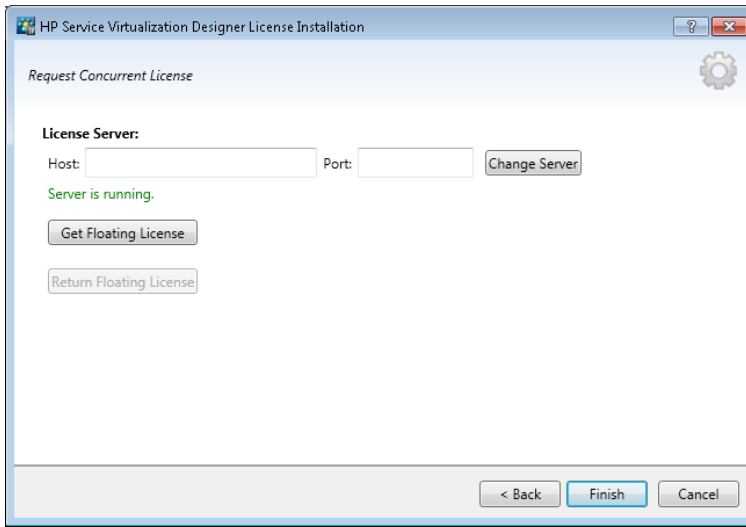 HP Service Virtualization Designer License Installation
Request Concurrent License
License Server:
Host: Port: Change Server
Server is running.
Get Floating License
Return Floating License
< Back Finish Cancel